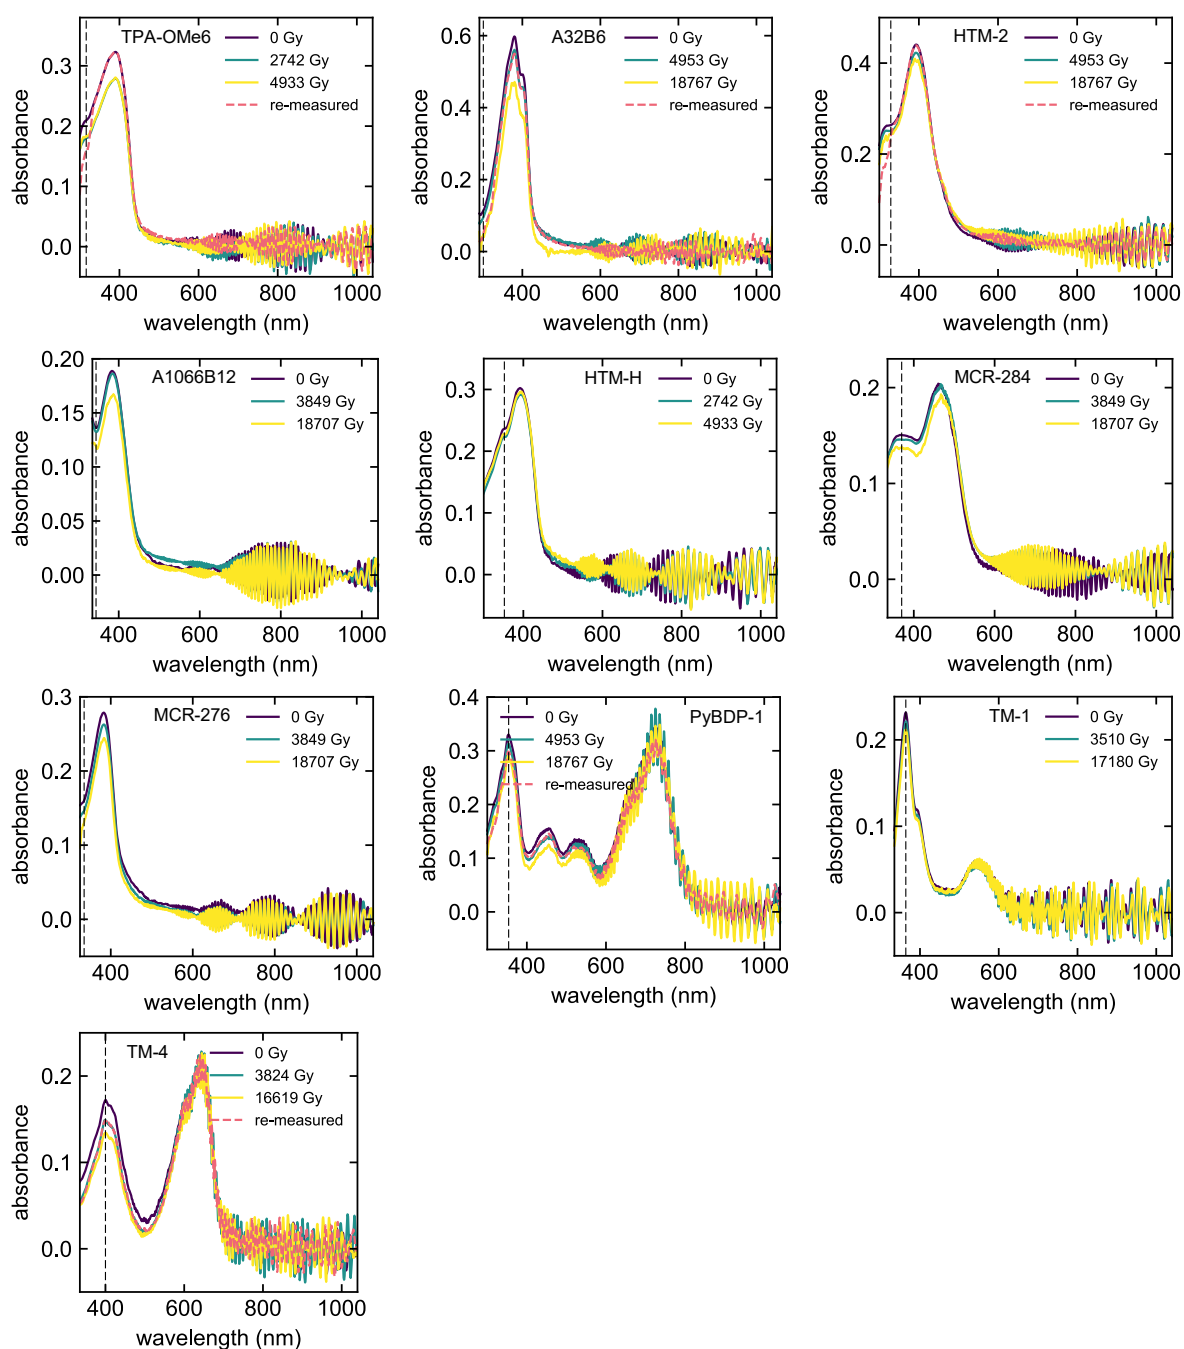 TPA-OMe6
0 Gy
2742 Gy
4933 Gy
re-measured
0.3
0.2
0.1
0.0
absorbance
400 600 800 1000
wavelength (nm)
A32B6
0 Gy
4953 Gy
18767 Gy
re-measured
0.6
0.4
0.2
0.0
absorbance
400 600 800 1000
wavelength (nm)
HTM-2
0 Gy
4953 Gy
18767 Gy
re-measured
0.4
0.2
0.0
absorbance
400 600 800 1000
wavelength (nm)
A1066B12
0 Gy
3849 Gy
18707 Gy
0.20
0.15
0.10
0.05
0.00
absorbance
400 600 800 1000
wavelength (nm)
HTM-H
0 Gy
2742 Gy
4933 Gy
0.3
0.2
0.1
0.0
absorbance
400 600 800 1000
wavelength (nm)
MCR-284
0 Gy
3849 Gy
18707 Gy
0.2
0.1
0.0
absorbance
400 600 800 1000
wavelength (nm)
MCR-276
0 Gy
3849 Gy
18707 Gy
0.3
0.2
0.1
0.0
absorbance
400 600 800 1000
wavelength (nm)
PyBDP-1
0 Gy
4953 Gy
18767 Gy
re-measured
0.4
0.3
0.2
0.1
0.0
absorbance
400 600 800 1000
wavelength (nm)
TM-1
0 Gy
3510 Gy
17180 Gy
0.2
0.1
0.0
absorbance
400 600 800 1000
wavelength (nm)
TM-4
0 Gy
3824 Gy
16619 Gy
re-measured
0.2
0.1
0.0
absorbance
400 600 800 1000
wavelength (nm)